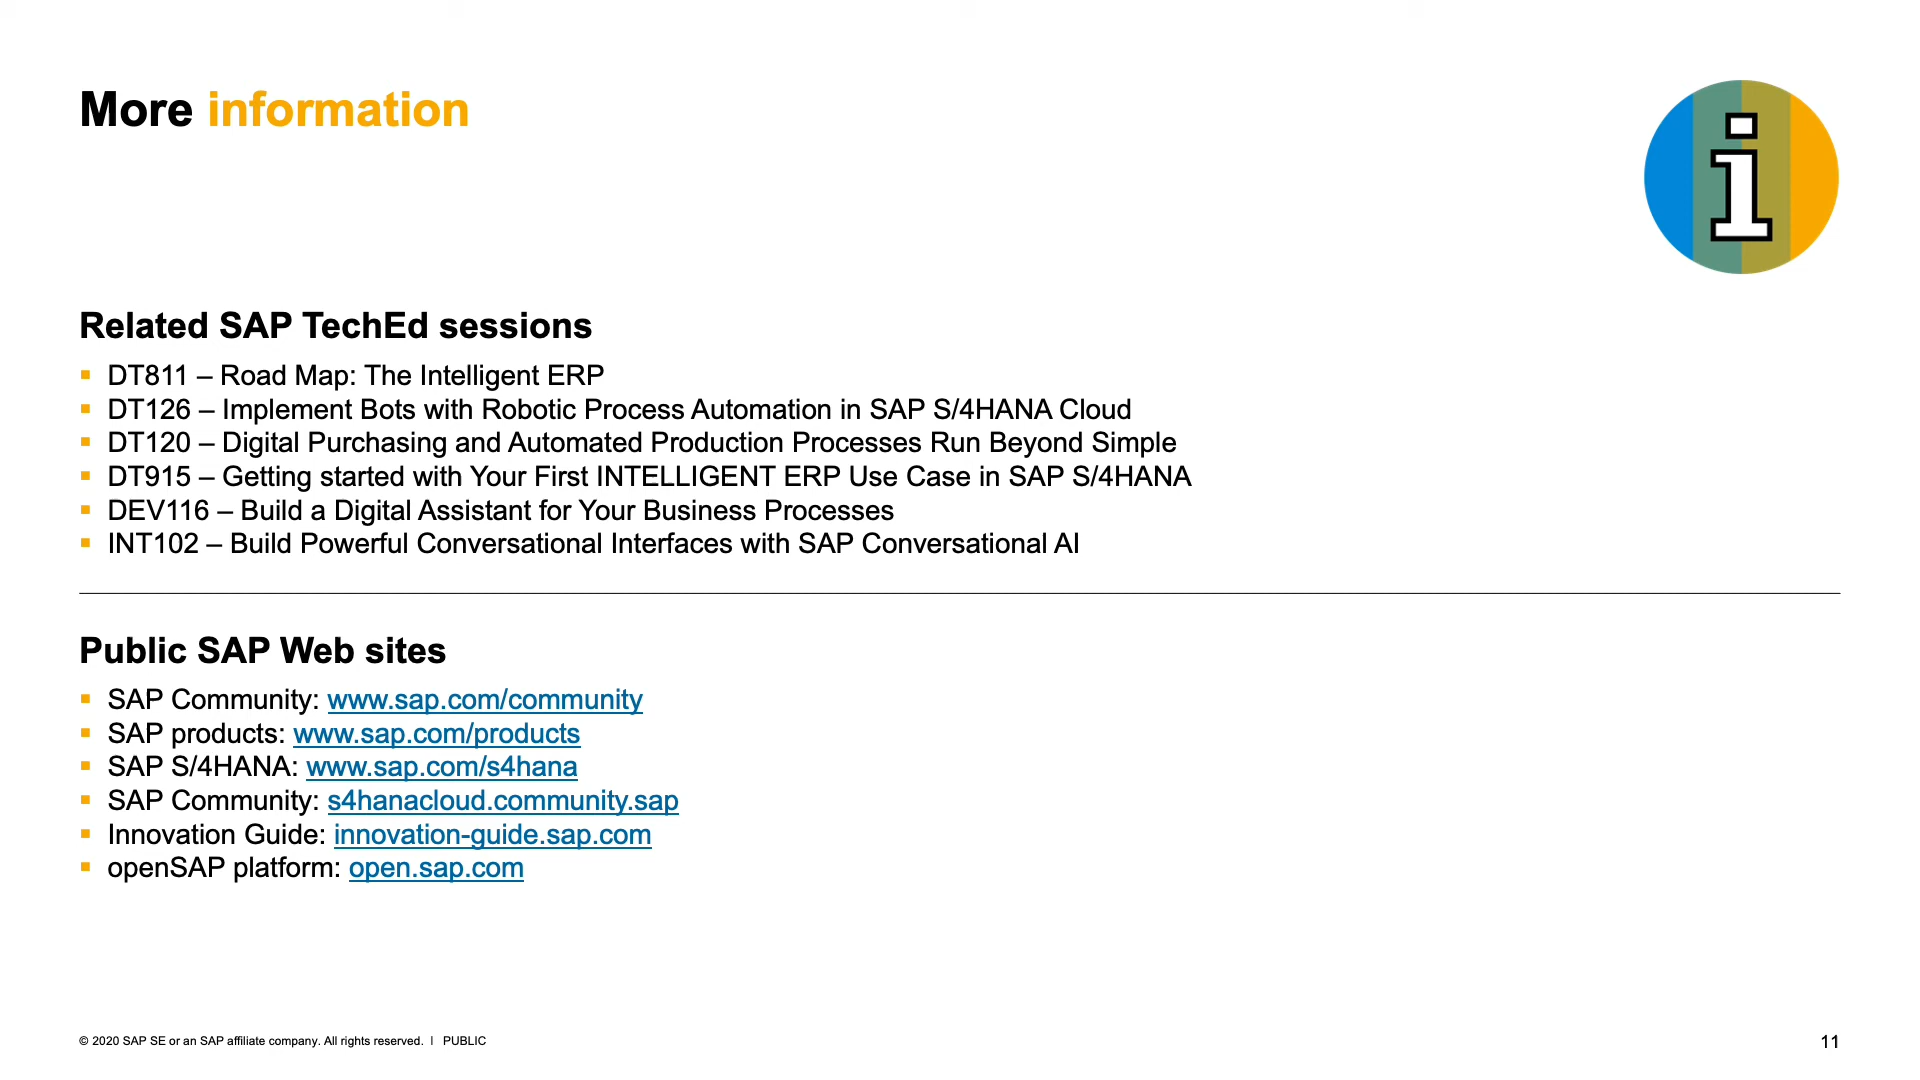 More information
i
Related SAP TechEd sessions
▪ DT811 – Road Map: The Intelligent ERP
▪ DT126 – Implement Bots with Robotic Process Automation in SAP S/4HANA Cloud
▪ DT120 – Digital Purchasing and Automated Production Processes Run Beyond Simple
▪ DT915 – Getting started with Your First INTELLIGENT ERP Use Case in SAP S/4HANA
▪ DEV116 – Build a Digital Assistant for Your Business Processes
▪ INT102 – Build Powerful Conversational Interfaces with SAP Conversational AI
Public SAP Web sites
▪ SAP Community: www.sap.com/community
▪ SAP products: www.sap.com/products
▪ SAP S/4HANA: www.sap.com/s4hana
▪ SAP Community: s4hanacloud.community.sap
▪ Innovation Guide: innovation-guide.sap.com
▪ openSAP platform: open.sap.com
© 2020 SAP SE or an SAP affiliate company. All rights reserved. | PUBLIC
11